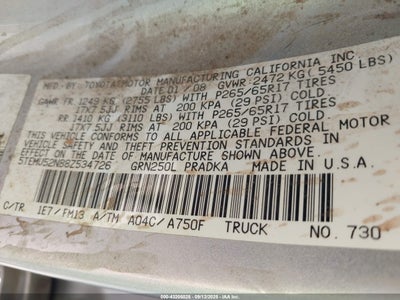 MFD. BY: TOYOTA MOTOR MANUFACTURING CALIFORNIA INC.
DATE 01/08 GVWR 2472 KG (5450 LBS)
GAWR FR. 1249 KG (2755 LBS) WITH P265/65R17 TIRES
17X7.5JJ RIMS AT 200 KPA (29 PSI) COLD
RR. 1410 KG (3110 LBS) WITH P265/65R17 TIRES
17X7.5JJ RIMS AT 200 KPA (29 PSI) COLD
THIS VEHICLE CONFORMS TO ALL APPLICABLE FEDERAL MOTOR
VEHICLE SAFETY AND THEFT PREVENTION STANDARDS IN
EFFECT ON THE DATE OF MANUFACTURE SHOWN ABOVE.
5TEMU52N88Z534726 GRN250L PRADKA MADE IN U.S.A.
C/TR 1E7/FM13 A/TM A04C/A750F TRUCK NO. 730